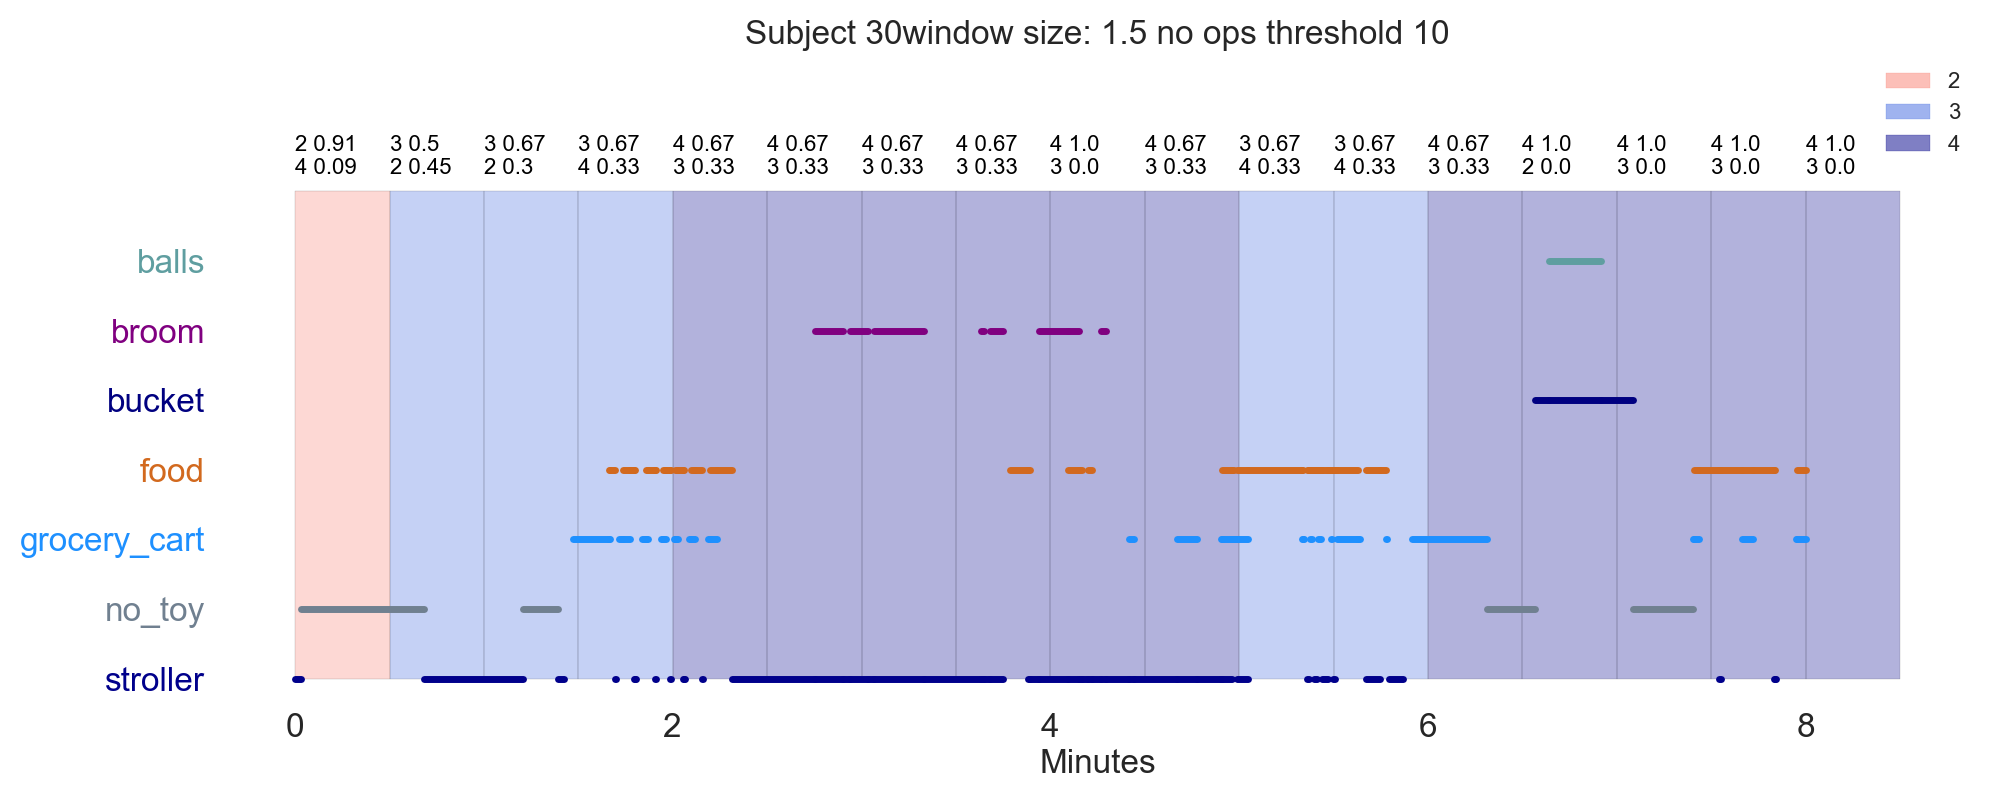 Subject 30window size: 1.5 no ops threshold 10
2
3
4
2 0.91 3 0.5 3 0.67 3 0.67 4 0.67 4 0.67 4 0.67 4 0.67 4 1.0 4 0.67 3 0.67 3 0.67 4 0.67 4 1.0 4 1.0 4 1.0 4 1.0
4 0.09 2 0.45 2 0.3 4 0.33 3 0.33 3 0.33 3 0.33 3 0.33 3 0.0 3 0.33 4 0.33 4 0.33 3 0.33 2 0.0 3 0.0 3 0.0 3 0.0
balls
broom
bucket
food
grocery_cart
no_toy
stroller
0 2 4 6 8
Minutes